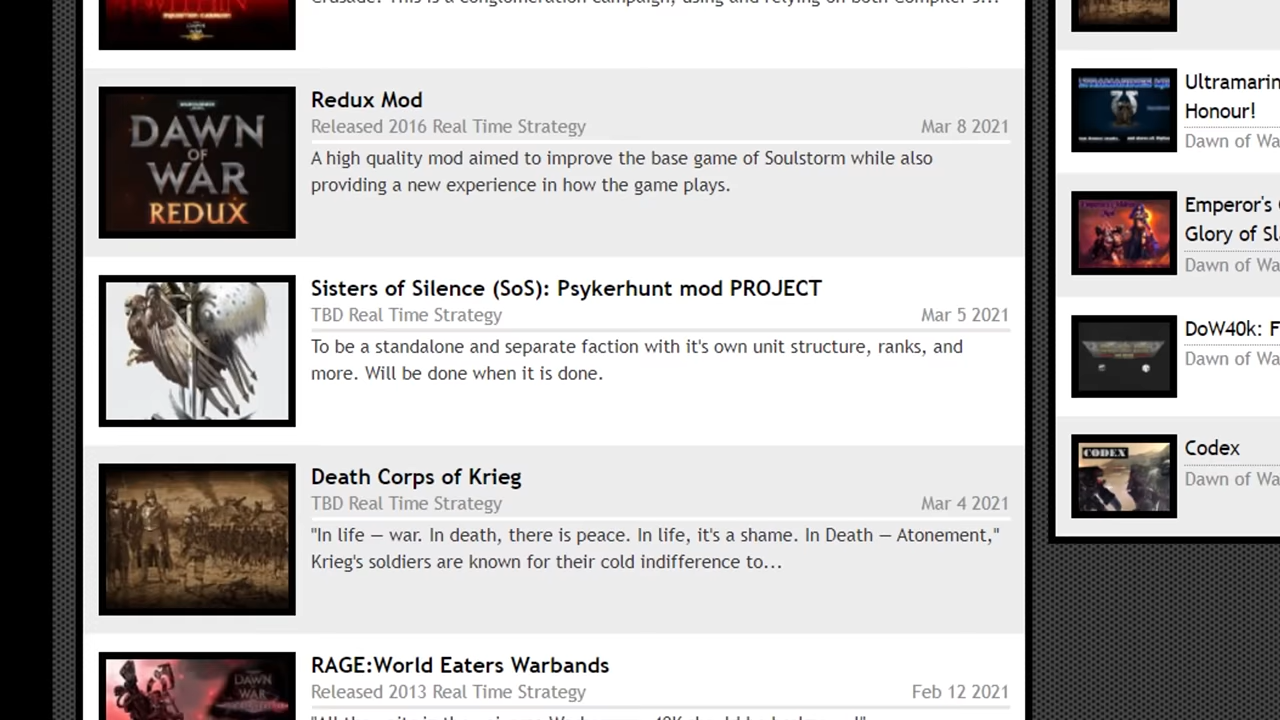 Crusade! This is a conglomeration campaign, using and relying on both Compiler's...
DAWN
OF
WAR
REDUX
Redux Mod
Released 2016 Real Time Strategy
Mar 8 2021
A high quality mod aimed to improve the base game of Soulstorm while also
providing a new experience in how the game plays.
Sisters of Silence (SoS): Psykerhunt mod PROJECT
TBD Real Time Strategy
Mar 5 2021
To be a standalone and separate faction with it's own unit structure, ranks, and
more. Will be done when it is done.
Death Corps of Krieg
TBD Real Time Strategy
Mar 4 2021
"In life — war. In death, there is peace. In life, it's a shame. In Death — Atonement,"
Krieg's soldiers are known for their cold indifference to...
DAWN
WAR
RAGE:World Eaters Warbands
Released 2013 Real Time Strategy
Feb 12 2021
Ultramarin
Honour!
Dawn of Wa
Emperor's
Glory of Sl
Dawn of Wa
DoW40k: F
Dawn of Wa
CODEX
Codex
Dawn of Wa